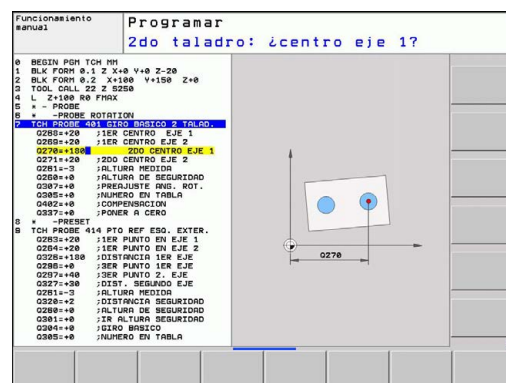 Funcionamiento
manual
Programar
2do taladro: ¿centro eje 1?
0 BEGIN PGM TCH MM
1 BLK FORM 0.1 Z X+0 Y+0 Z-20
2 BLK FORM 0.2 X+100 Y+150 Z+0
3 TOOL CALL 22 Z S250
4 L Z+100 R0 FMAX
5 * - PROBE
6 * -PROBE ROTATION
7 TCH PROBE 401 GIRO BASICO 2 TALAD.
Q268=+20 ;1ER CENTRO EJE 1
Q269=+20 ;1ER CENTRO EJE 2
Q270=+180 2DO CENTRO EJE 1
Q271=+20 ;2DO CENTRO EJE 2
Q261=-3 ;ALTURA MEDIDA
Q260=+0 ;ALTURA DE SEGURIDAD
Q307=+0 ;PREAJUSTE ANG. ROT.
Q305=+0 ;NUMERO EN TABLA
Q402=+0 ;COMPENSACION
Q337=+0 ;PONER A CERO
8 * -PRESET
9 TCH PROBE 414 PTO REF ESQ. EXTER.
Q263=+20 ;1ER PUNTO EN EJE 1
Q264=+20 ;1ER PUNTO EN EJE 2
Q326=+180 ;DISTANCIA 1ER EJE
Q296=+0 ;3ER PUNTO 1ER EJE
Q297=+40 ;3ER PUNTO 2. EJE
Q327=+30 ;DIST. SEGUNDO EJE
Q261=-3 ;ALTURA MEDIDA
Q320=+2 ;DISTANCIA SEGURIDAD
Q260=+0 ;ALTURA DE SEGURIDAD
Q301=+0 ;IR ALTURA SEGURIDAD
Q304=+0 ;GIRO BASICO
Q305=+0 ;NUMERO EN TABLA
Q270